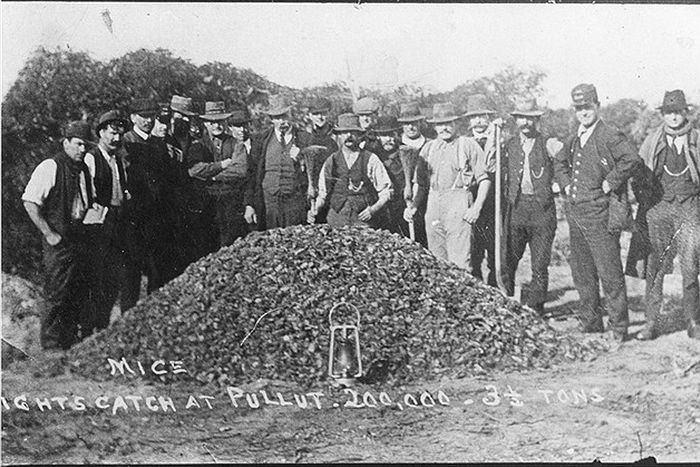 MICE
IGHTS CATCH AT PULLUT. 200,000 - 3½ TONS